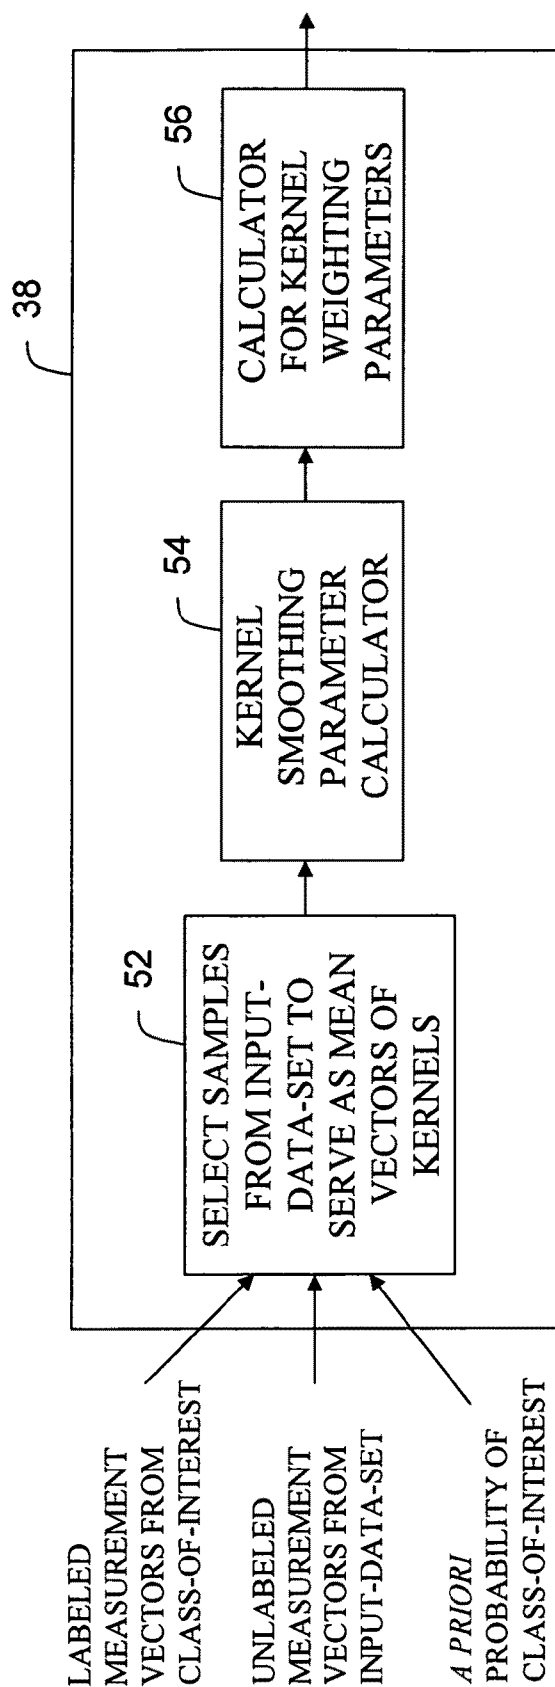 38
LABELED
MEASUREMENT
VECTORS FROM
CLASS-OF-INTEREST
UNLABELED
MEASUREMENT
VECTORS FROM
INPUT-DATA-SET
A PRIORI
PROBABILITY OF
CLASS-OF-INTEREST
52
SELECT SAMPLES
FROM INPUT-
DATA-SET TO
SERVE AS MEAN
VECTORS OF
KERNELS
54
KERNEL
SMOOTHING
PARAMETER
CALCULATOR
56
CALCULATOR
FOR KERNEL
WEIGHTING
PARAMETERS